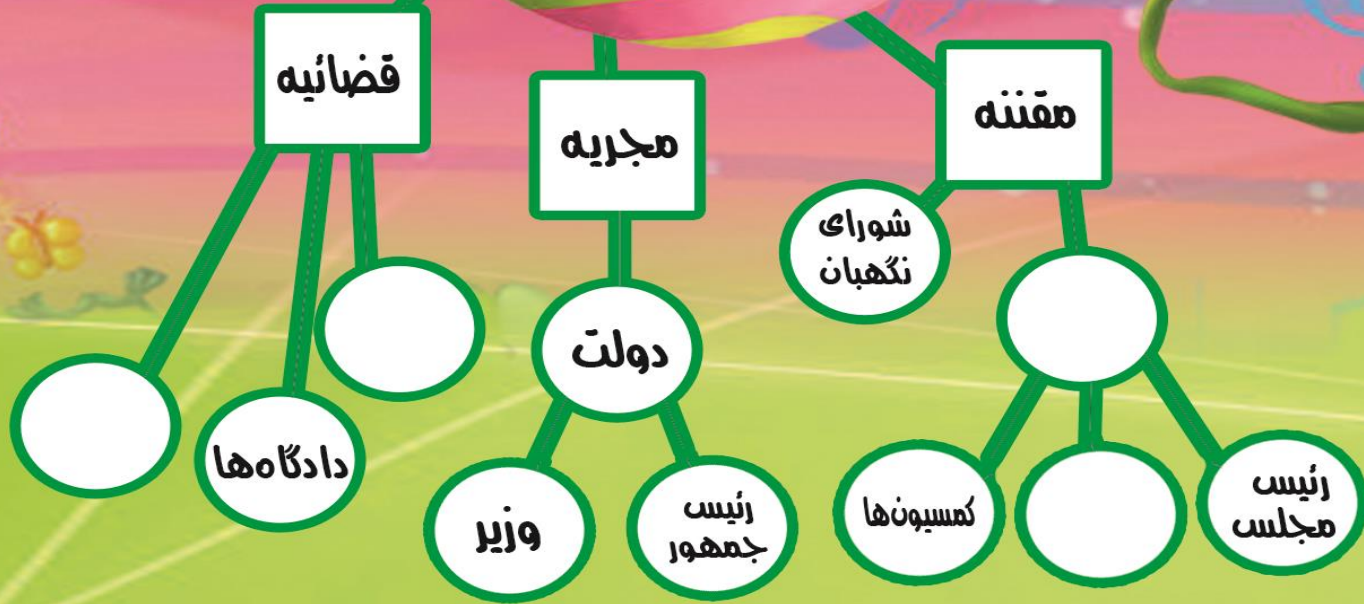 مقننه
مجریه
قضائیه
شورای
نگهبان
دولت
رئیس
مجلس
کمسیون‌ها
رئیس
جمهور
وزیر
دادگاه‌ها